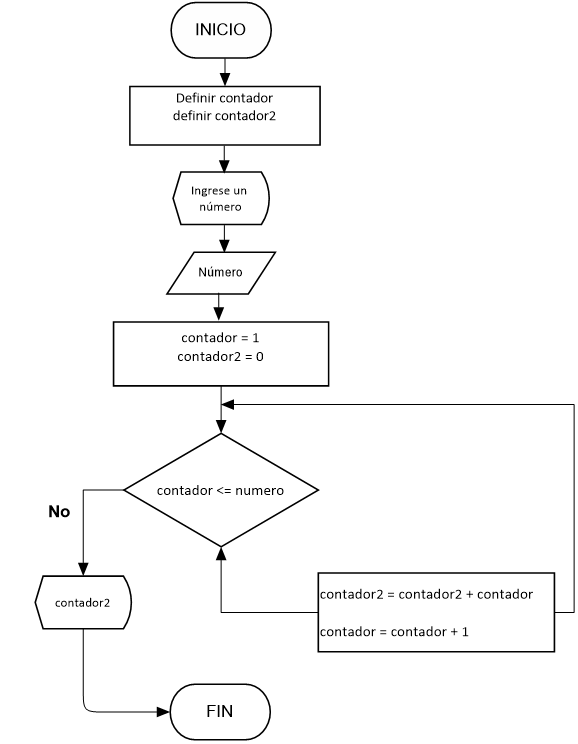 INICIO
Definir contador
definir contador2
Ingrese un
número
Número
contador = 1
contador2 = 0
contador <= numero
No
contador2
contador2 = contador2 + contador
contador = contador + 1
FIN